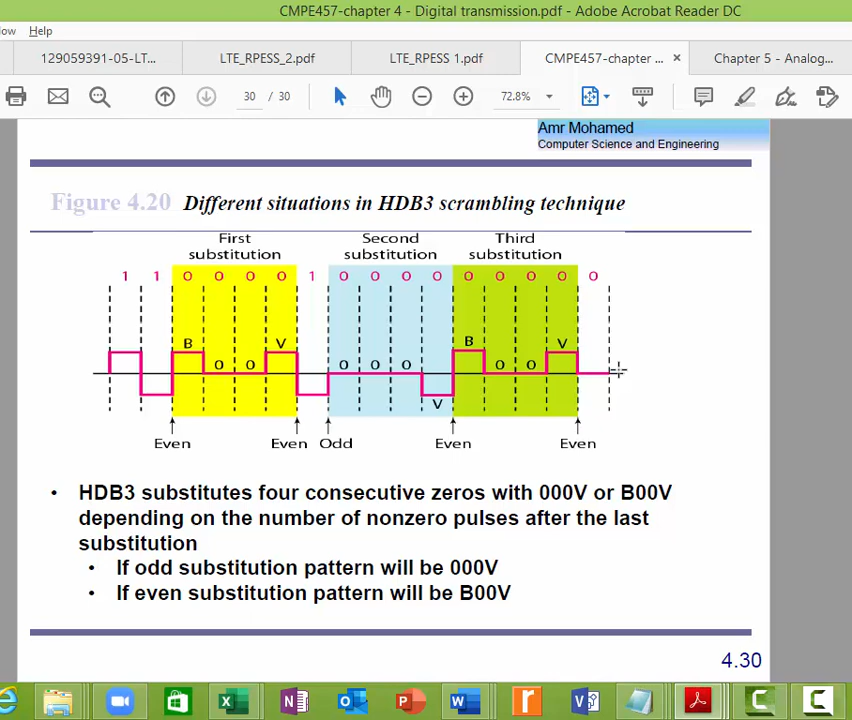 CMPE457-chapter 4 - Digital transmission.pdf - Adobe Acrobat Reader DC
low Help
129059391-05-LT... LTE_RPESS_2.pdf LTE_RPESS 1.pdf CMPE457-chapter ... × Chapter 5 - Analog...
30 / 30 72.8%
Amr Mohamed
Computer Science and Engineering
Figure 4.20 Different situations in HDB3 scrambling technique
First substitution
Second substitution
Third substitution
1 1 0 0 0 0 1 0 0 0 0 0 0 0 0 0
B 0 0 V 0 0 0 V B 0 0 V
Even Even Odd Even Even
• HDB3 substitutes four consecutive zeros with 000V or B00V
depending on the number of nonzero pulses after the last
substitution
• If odd substitution pattern will be 000V
• If even substitution pattern will be B00V
4.30